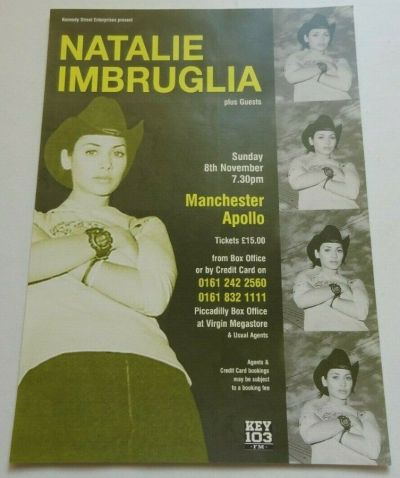 Kennedy Street Enterprises present
NATALIE
IMBRUGLIA
plus Guests
Sunday
8th November
7.30pm
Manchester
Apollo
Tickets £15.00
from Box Office
or by Credit Card on
0161 242 2560
0161 832 1111
Piccadilly Box Office
at Virgin Megastore
& Usual Agents
Agents &
Credit Card bookings
may be subject
to a booking fee
KEY
103
FM